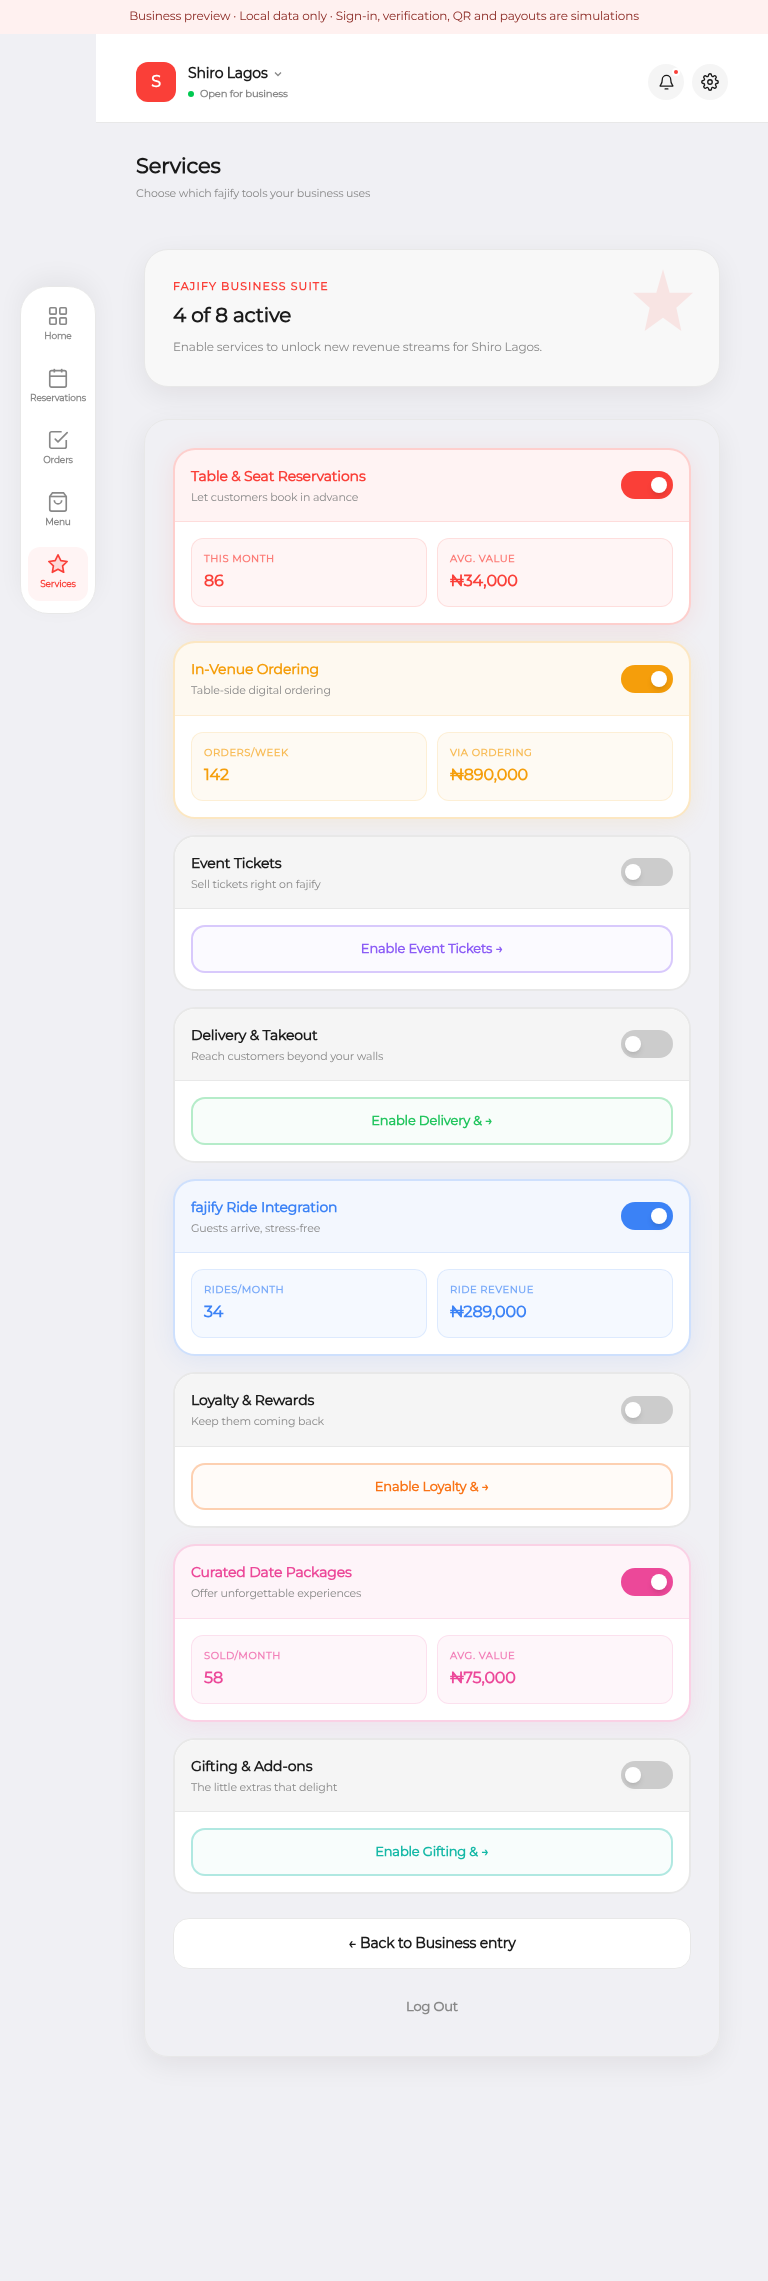 Business preview · Local data only · Sign-in, verification, QR and payouts are simulations
S
Shiro Lagos
Open for business
Services
Choose which fajify tools your business uses
Home
Reservations
Orders
Menu
Services
FAJIFY BUSINESS SUITE
4 of 8 active
Enable services to unlock new revenue streams for Shiro Lagos.
Table & Seat Reservations
Let customers book in advance
THIS MONTH
86
AVG. VALUE
₦34,000
In-Venue Ordering
Table-side digital ordering
ORDERS/WEEK
142
VIA ORDERING
₦890,000
Event Tickets
Sell tickets right on fajify
Enable Event Tickets →
Delivery & Takeout
Reach customers beyond your walls
Enable Delivery & →
fajify Ride Integration
Guests arrive, stress-free
RIDES/MONTH
34
RIDE REVENUE
₦289,000
Loyalty & Rewards
Keep them coming back
Enable Loyalty & →
Curated Date Packages
Offer unforgettable experiences
SOLD/MONTH
58
AVG. VALUE
₦75,000
Gifting & Add-ons
The little extras that delight
Enable Gifting & →
← Back to Business entry
Log Out